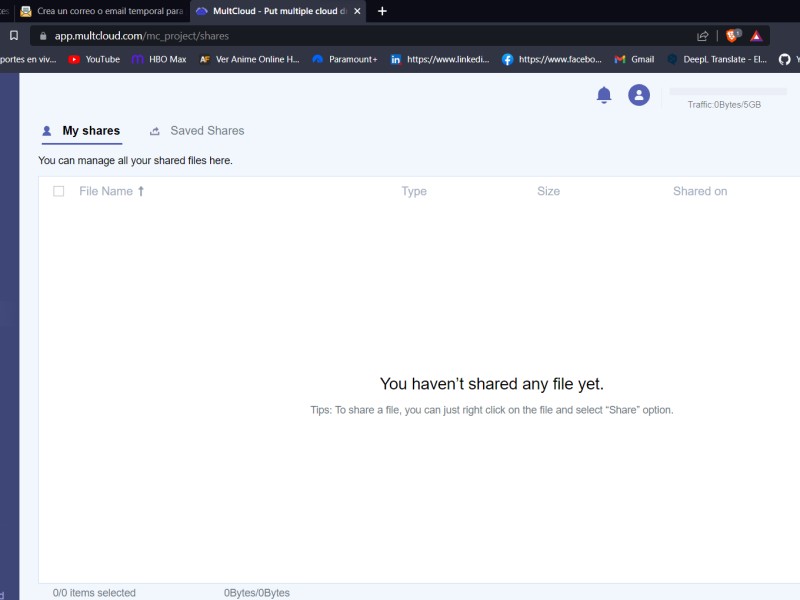 tes Crea un correo o email temporal para MultCloud - Put multiple cloud d
app.multcloud.com/mc_project/shares
portes en viv... YouTube HBO Max Ver Anime Online H... Paramount+ https://www.linkedi... https://www.facebo... Gmail DeepL Translate - El... Y
Traffic:0Bytes/5GB
My shares Saved Shares
You can manage all your shared files here.
File Name ↑ Type Size Shared on
You haven’t shared any file yet.
Tips: To share a file, you can just right click on the file and select “Share” option.
0/0 items selected 0Bytes/0Bytes